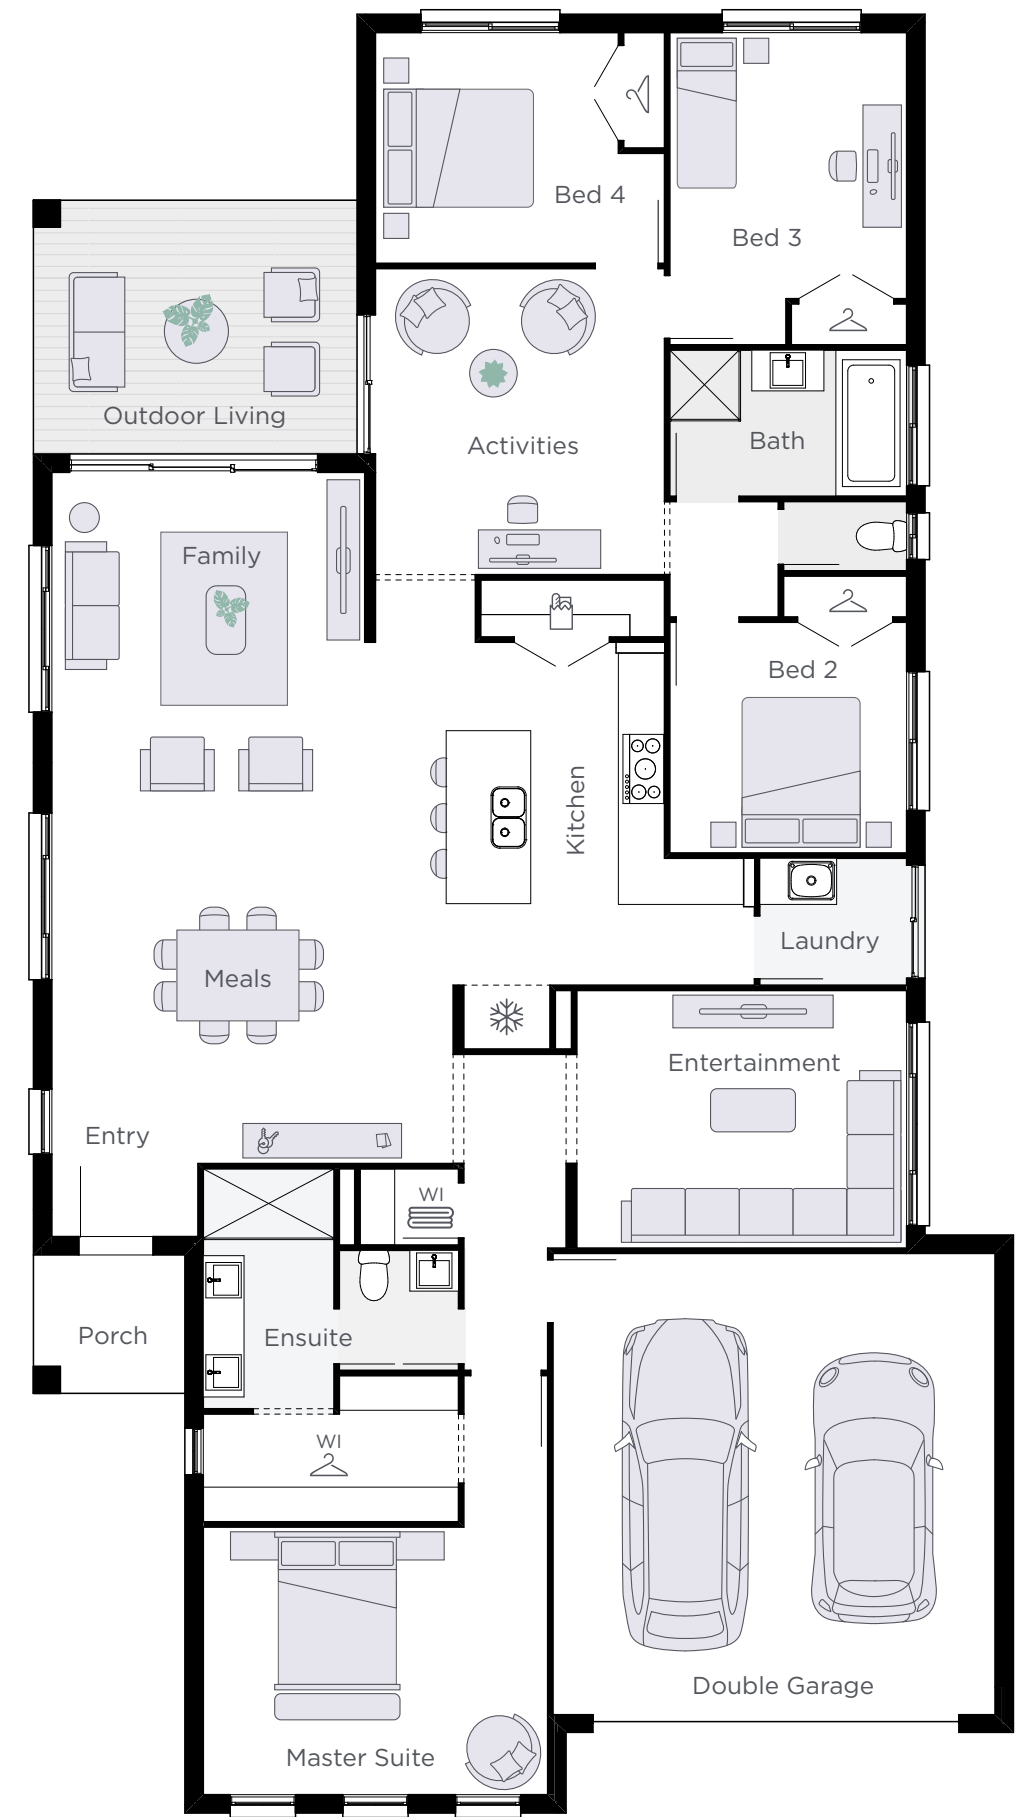 Bed 4
Bed 3
Outdoor Living
Activities
Bath
Family
Bed 2
Kitchen
Laundry
Meals
Entertainment
Entry
WI
Porch
Ensuite
WI
Double Garage
Master Suite